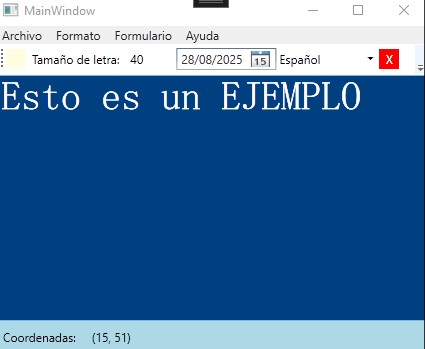 MainWindow
Archivo Formato Formulario Ayuda
Tamaño de letra: 40 28/08/2025 15 Español X
Esto es un EJEMPLO
Coordenadas: (15, 51)